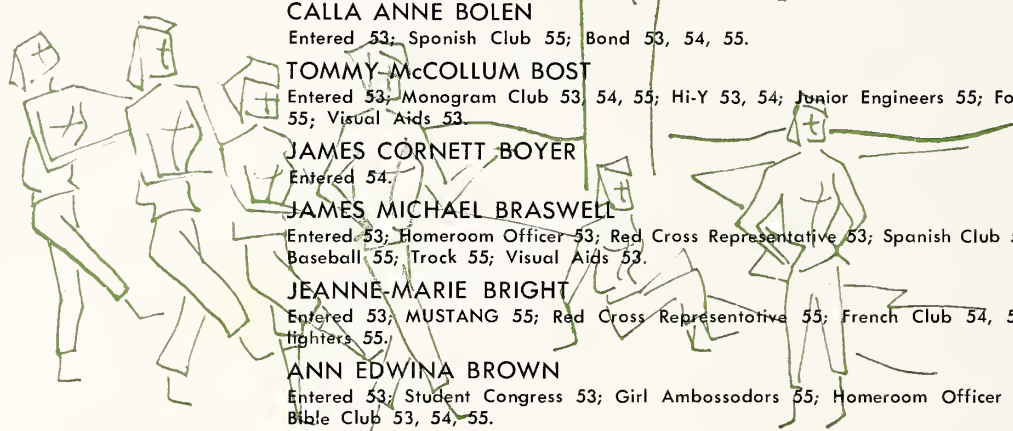 CALLA ANNE BOLEN
Entered 53; Sponish Club 55; Bond 53, 54, 55.
TOMMY McCOLLUM BOST
Entered 53; Monogram Club 53, 54, 55; Hi-Y 53, 54; Junior Engineers 55; Fo
55; Visual Aids 53.
JAMES CORNETT BOYER
Entered 54.
JAMES MICHAEL BRASWELL
Entered 53; Homeroom Officer 53; Red Cross Representative 53; Spanish Club
Baseball 55; Trock 55; Visual Aids 53.
JEANNE-MARIE BRIGHT
Entered 53; MUSTANG 55; Red Cross Representotive 55; French Club 54,
lighters 55.
ANN EDWINA BROWN
Entered 53; Student Congress 53; Girl Ambossodors 55; Homeroom Officer
Bible Club 53, 54, 55.